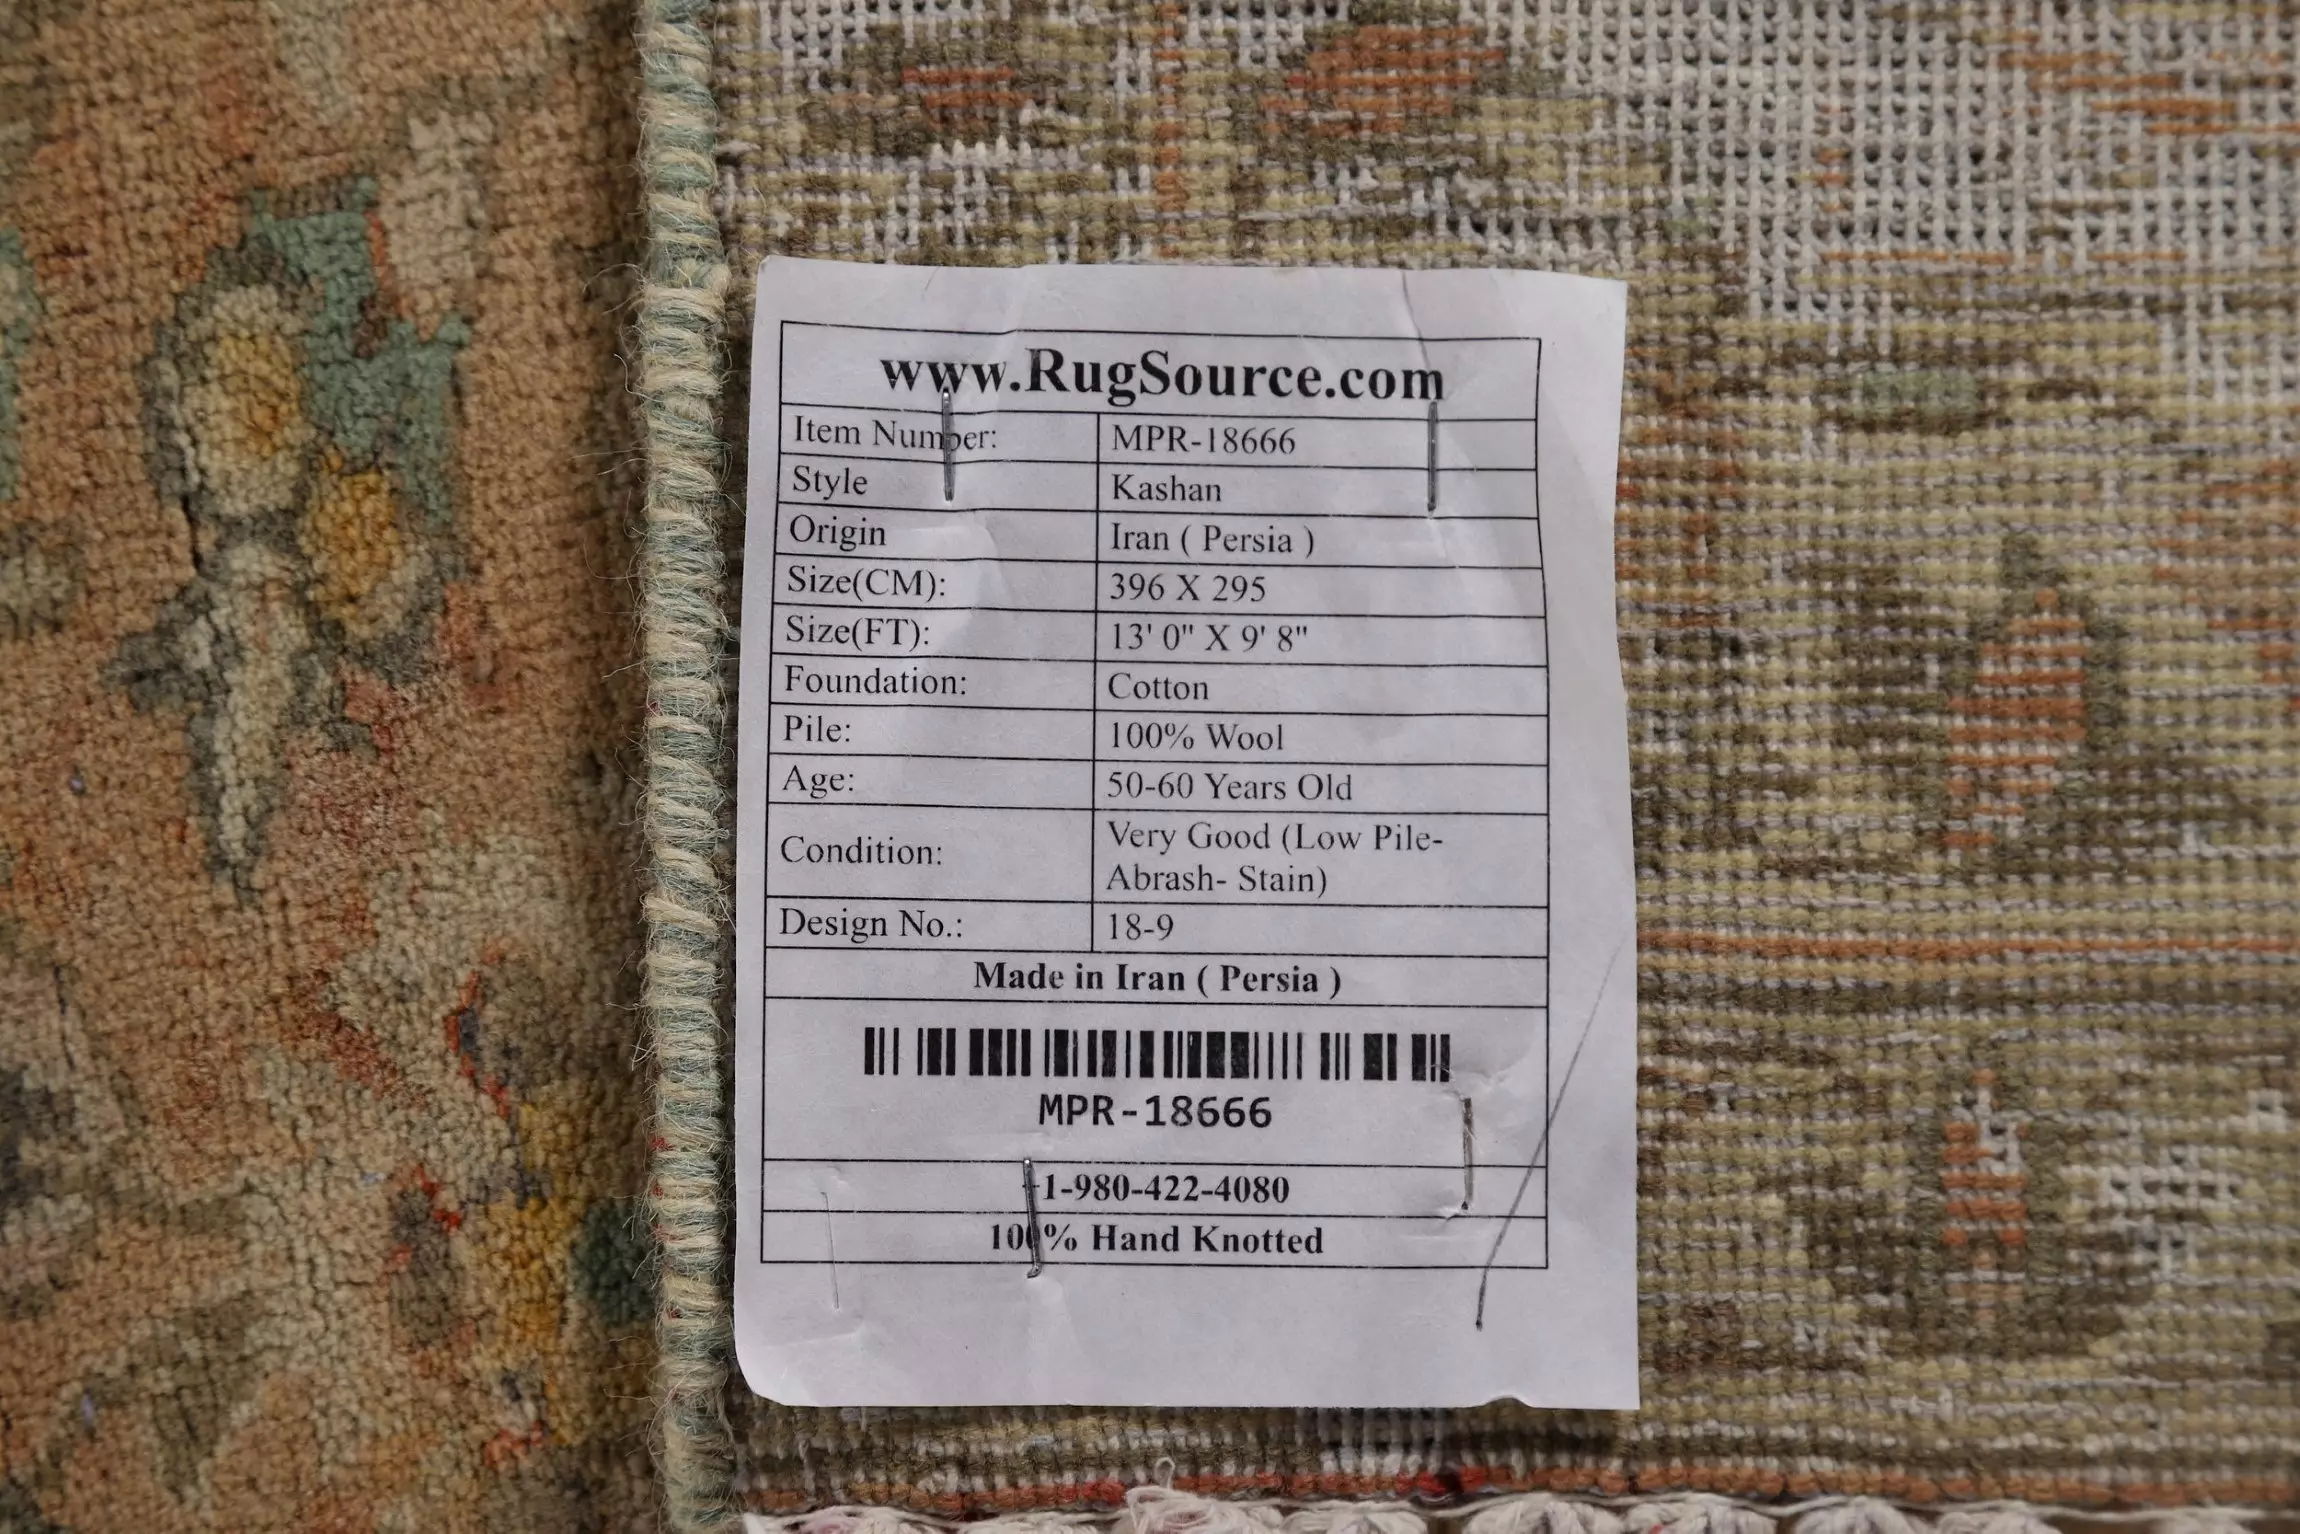 www.RugSource.com
Item Number: MPR-18666
Style Kashan
Origin Iran ( Persia )
Size(CM): 396 X 295
Size(FT): 13' 0" X 9' 8"
Foundation: Cotton
Pile: 100% Wool
Age: 50-60 Years Old
Condition: Very Good (Low Pile-
Abrash- Stain)
Design No.: 18-9
Made in Iran ( Persia )
MPR-18666
+1-980-422-4080
100% Hand Knotted